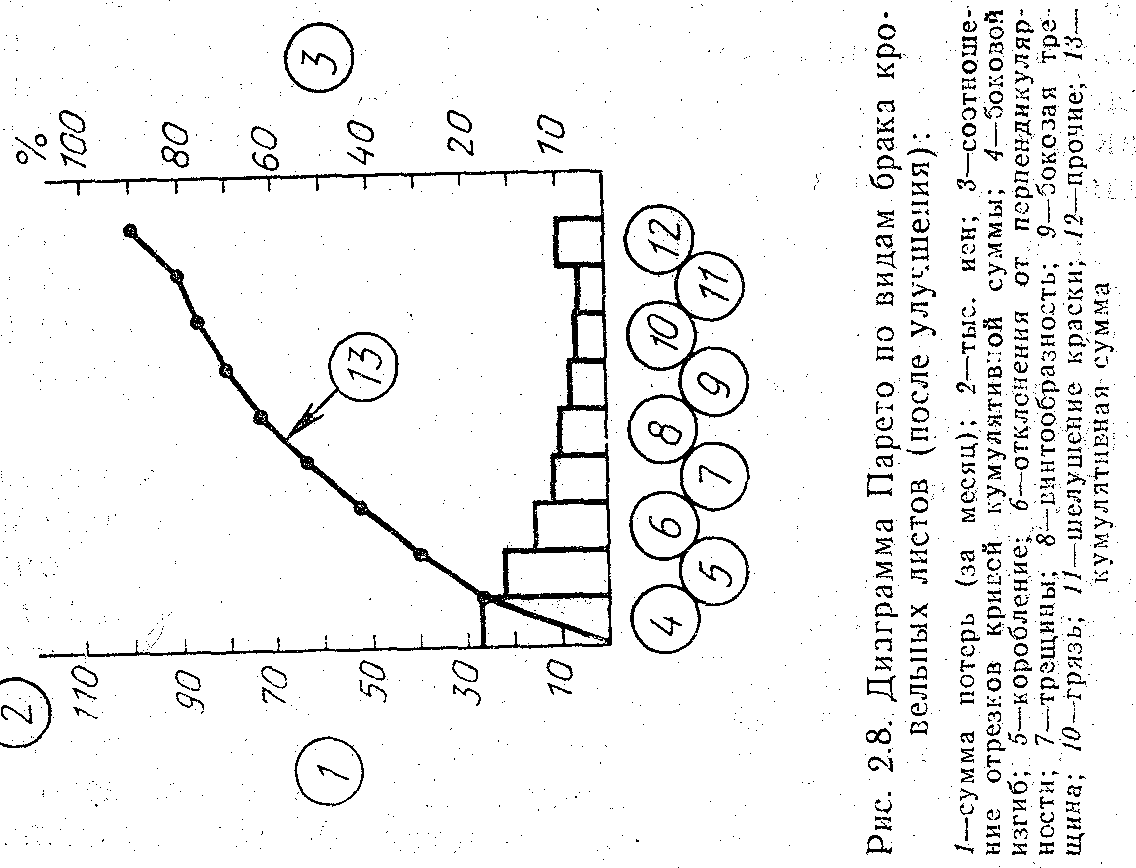 2
110
90
70
50
30
10
1
%
100
80
60
40
20
10
3
13
4 5 6 7 8 9 10 11 12
Рис. 2.8. Диаграмма Парето по видам брака кро-
вельных листов (после улучшения):
1—сумма потерь (за месяц); 2—тыс. иен; 3—соотноше-
ние отрезков кривой кумулятивной суммы; 4—боковой
изгиб; 5—коробление; 6—отклонения от перпендикуляр-
ности; 7—трещины; 8—винтообразность; 9—боковая тре-
щина; 10—грязь; 11—шелушение краски; 12—прочие; 13—
кумулятивная сумма